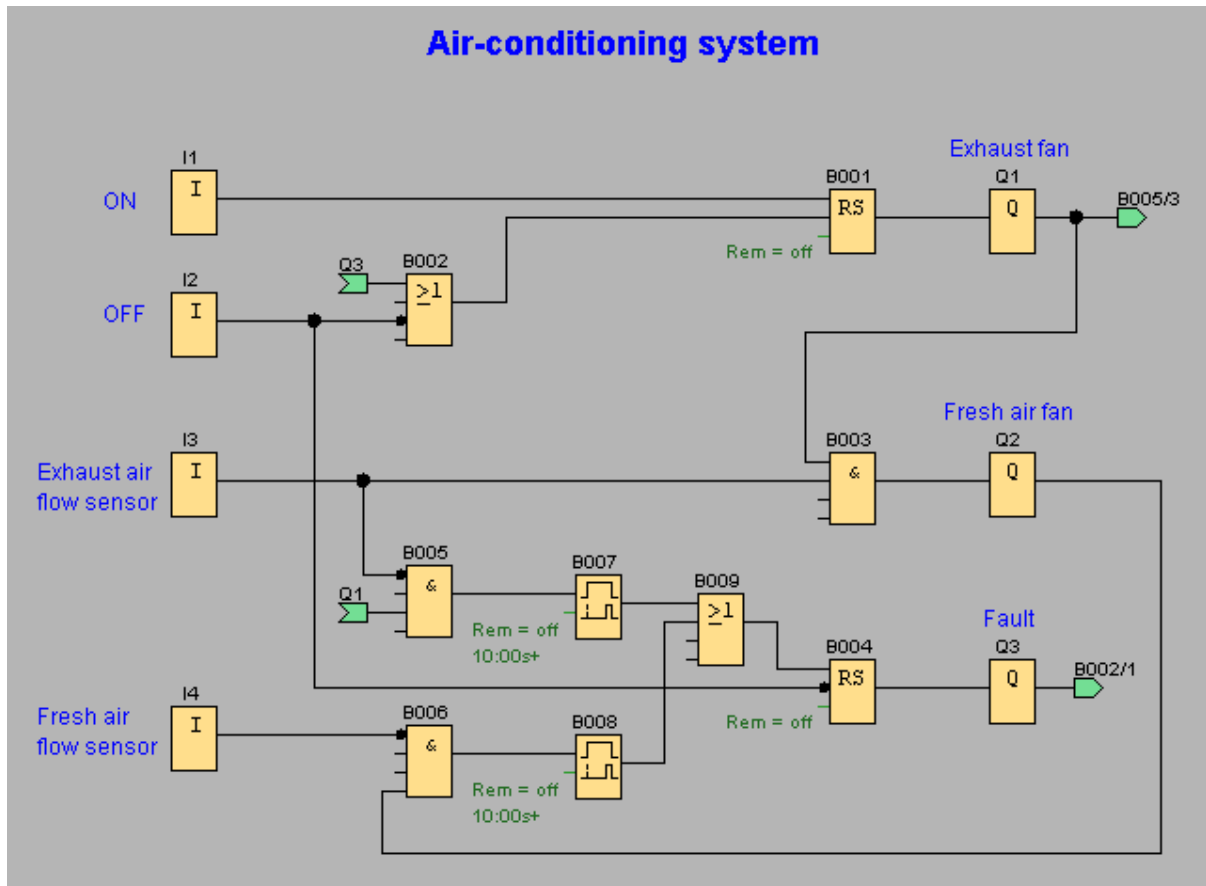 Air-conditioning system
I1
I
ON
B001
RS
Rem = off
Exhaust fan
Q1
Q
B005/3
I2
I
OFF
Q3
B002
>1
I3
I
Exhaust air
flow sensor
B003
&
Fresh air fan
Q2
Q
B005
&
Q1
B007
Rem = off
10:00s+
B009
>1
B004
RS
Rem = off
Fault
Q3
Q
B002/1
I4
I
Fresh air
flow sensor
B006
&
B008
Rem = off
10:00s+